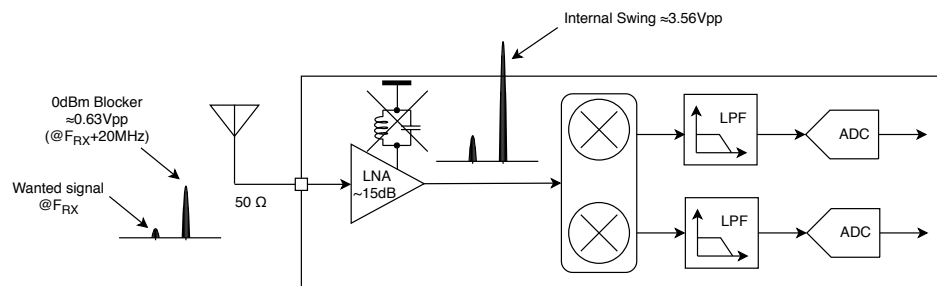 Internal Swing ≈3.56Vpp
0dBm Blocker
≈0.63Vpp
(@F_RX+20MHz)
Wanted signal
@F_RX
50 Ω
LNA
~15dB
LPF
ADC
LPF
ADC